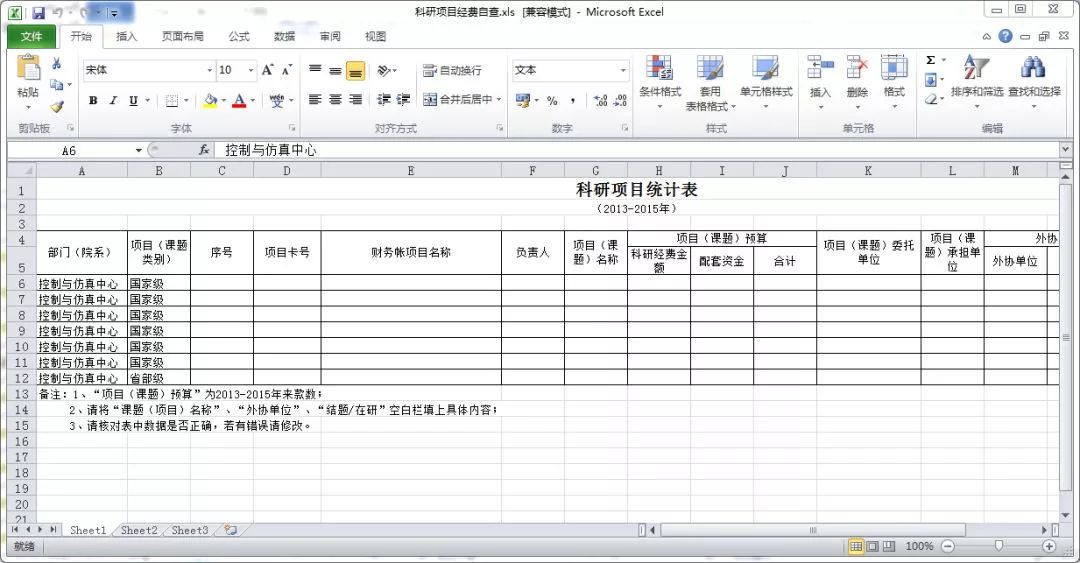 科研项目经费自查.xls [兼容模式] - Microsoft Excel
文件 开始 插入 页面布局 公式 数据 审阅 视图
宋体 10 自动换行 文本
粘贴 B I U 合并后居中 % 条件格式 套用表格格式 单元格样式 插入 删除 格式 Σ 排序和筛选 查找和选择
剪贴板 字体 对齐方式 数字 样式 单元格 编辑
A6 fx 控制与仿真中心
A B C D E F G H I J K L M
1 科研项目统计表
2 (2013-2015年)
3
4 部门(院系) 项目(课题类别) 序号 项目卡号 财务帐项目名称 负责人 项目(课题)名称 项目(课题)预算 项目(课题)委托单位 项目(课题)承担单位 外协
5 科研经费金额 配套资金 合计 外协单位
6 控制与仿真中心 国家级
7 控制与仿真中心 国家级
8 控制与仿真中心 国家级
9 控制与仿真中心 国家级
10 控制与仿真中心 国家级
11 控制与仿真中心 国家级
12 控制与仿真中心 省部级
13 备注:1、“项目(课题)预算”为2013-2015年来款数;
14 2、请将“课题(项目)名称”、“外协单位”、“结题/在研”空白栏填上具体内容;
15 3、请核对表中数据是否正确,若有错误请修改。
16
17
18
19
20
21
Sheet1 Sheet2 Sheet3
就绪 100%